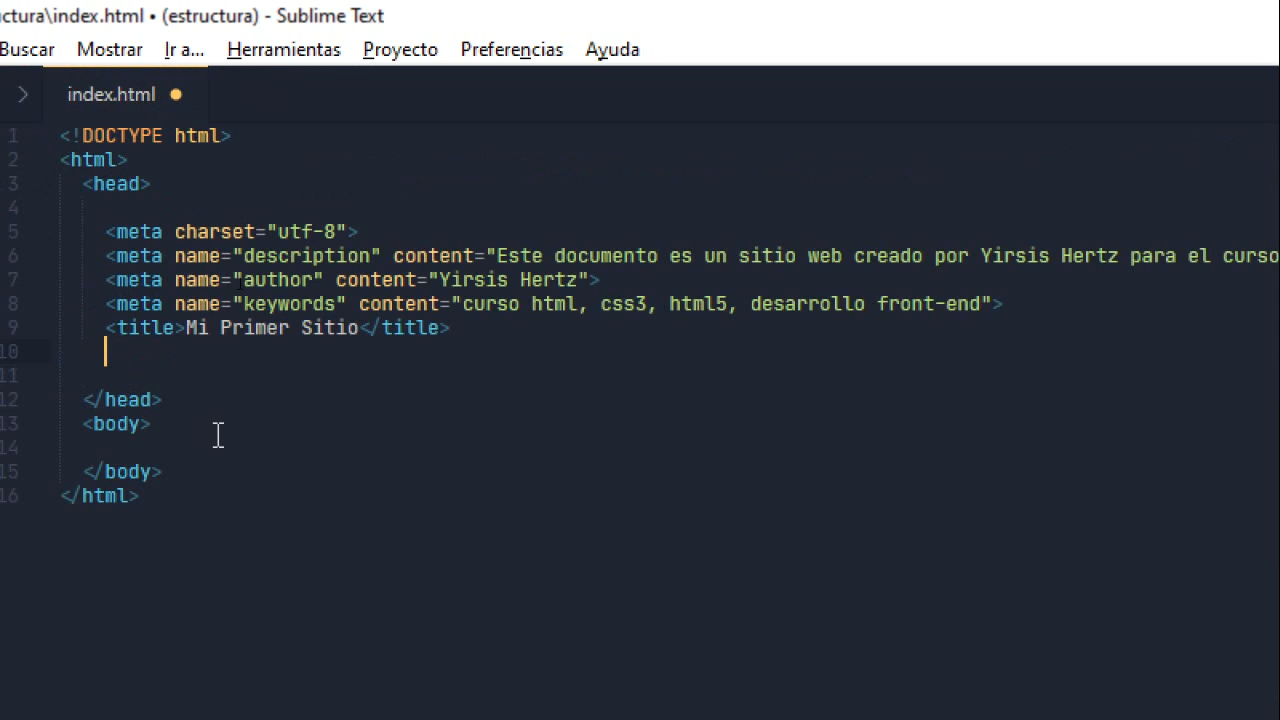 ctura\index.html • (estructura) - Sublime Text
Buscar Mostrar Ir a... Herramientas Proyecto Preferencias Ayuda
index.html
1 <!DOCTYPE html>
2 <html>
3 <head>
4
5 <meta charset="utf-8">
6 <meta name="description" content="Este documento es un sitio web creado por Yirsis Hertz para el curso
7 <meta name="author" content="Yirsis Hertz">
8 <meta name="keywords" content="curso html, css3, html5, desarrollo front-end">
9 <title>Mi Primer Sitio</title>
10
11
12 </head>
13 <body>
14
15 </body>
16 </html>